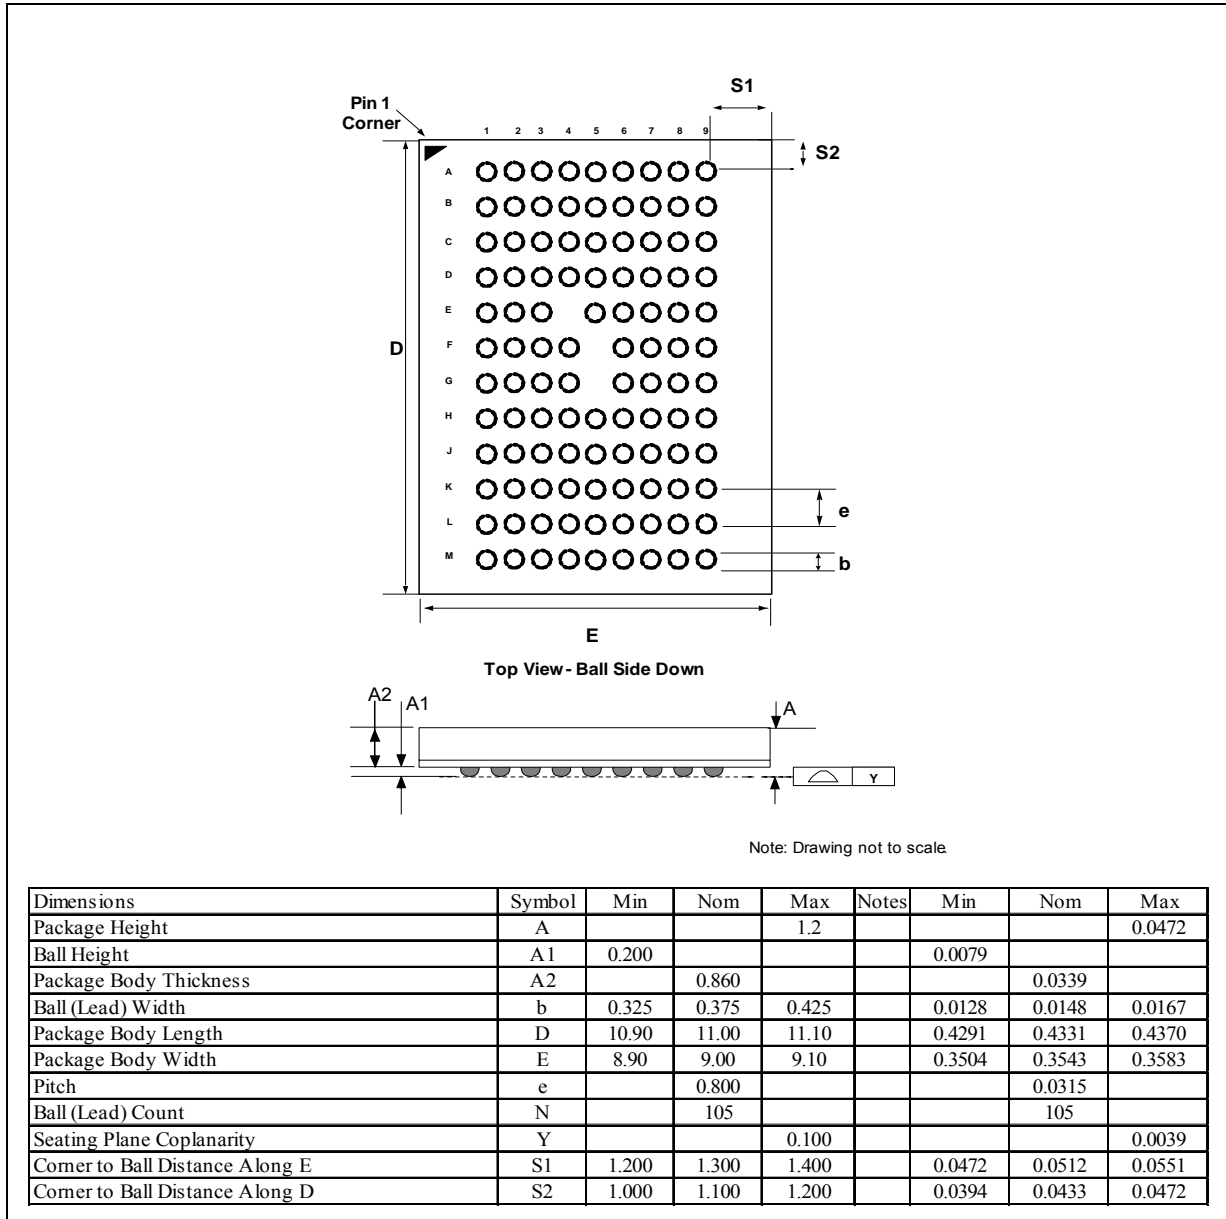 S1
Pin 1
Corner
1 2 3 4 5 6 7 8 9
S2
A
B
C
D
E
F
D
G
H
J
K
e
L
M
b
E
Top View - Ball Side Down
A2
A1
A
Y
Note: Drawing not to scale
Dimensions Symbol Min Nom Max Notes Min Nom Max
Package Height A 1.2 0.0472
Ball Height A1 0.200 0.0079
Package Body Thickness A2 0.860 0.0339
Ball (Lead) Width b 0.325 0.375 0.425 0.0128 0.0148 0.0167
Package Body Length D 10.90 11.00 11.10 0.4291 0.4331 0.4370
Package Body Width E 8.90 9.00 9.10 0.3504 0.3543 0.3583
Pitch e 0.800 0.0315
Ball (Lead) Count N 105 105
Seating Plane Coplanarity Y 0.100 0.0039
Corner to Ball Distance Along E S1 1.200 1.300 1.400 0.0472 0.0512 0.0551
Corner to Ball Distance Along D S2 1.000 1.100 1.200 0.0394 0.0433 0.0472